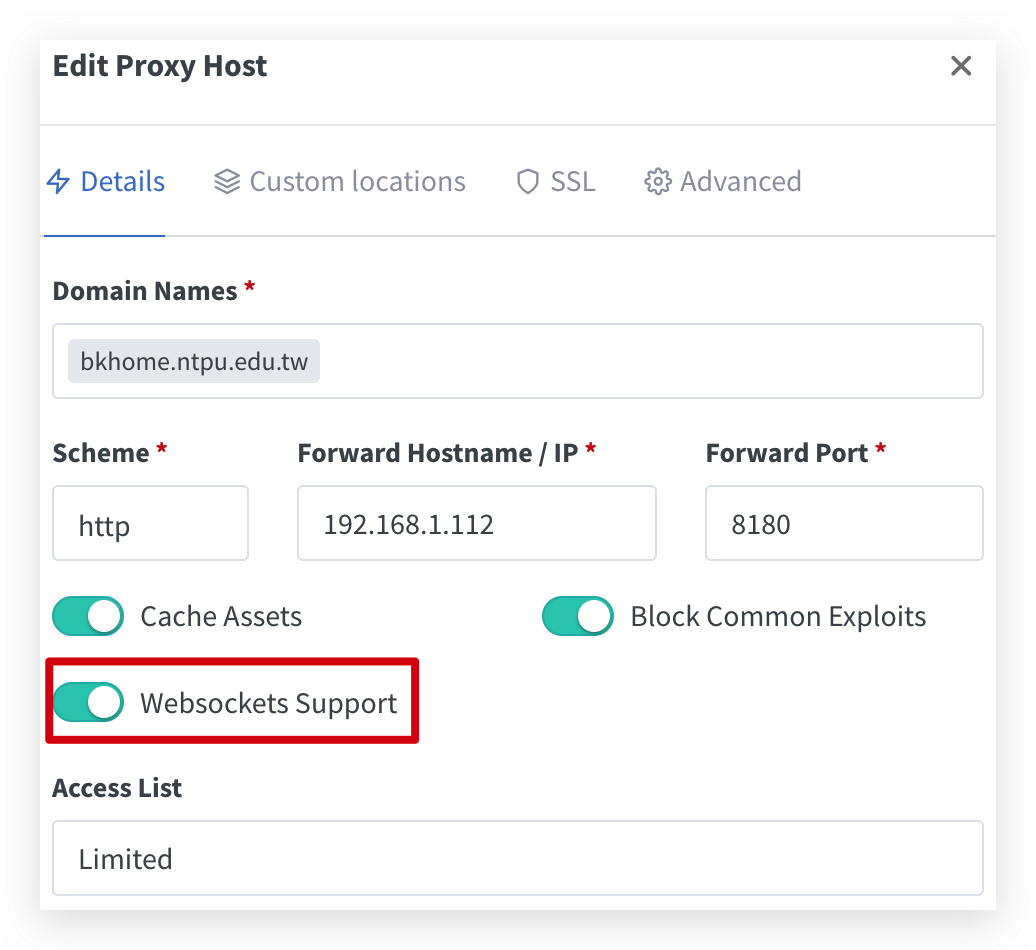 Edit Proxy Host
Details Custom locations SSL Advanced
Domain Names *
bkhome.ntpu.edu.tw
Scheme * Forward Hostname / IP * Forward Port *
http 192.168.1.112 8180
Cache Assets Block Common Exploits
Websockets Support
Access List
Limited